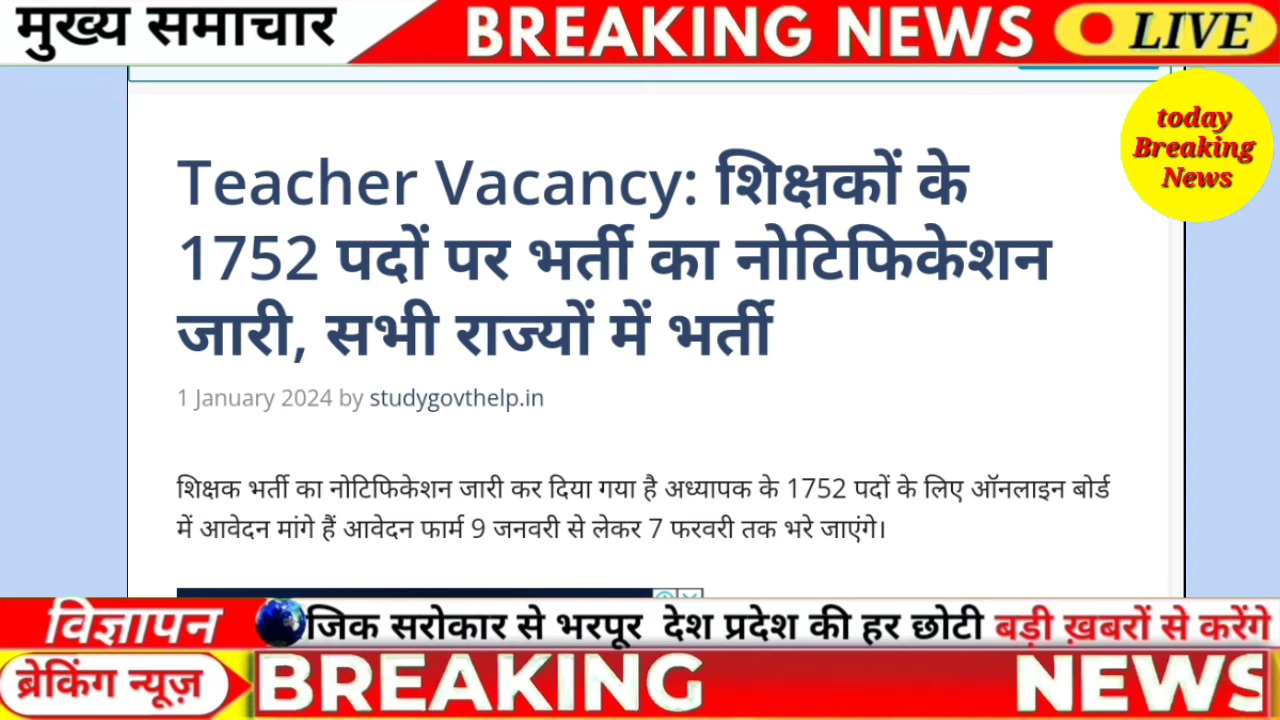 मुख्य समाचार
BREAKING NEWS
LIVE
today
Breaking
News
Teacher Vacancy: शिक्षकों के
1752 पदों पर भर्ती का नोटिफिकेशन
जारी, सभी राज्यों में भर्ती
1 January 2024 by studygovthelp.in
शिक्षक भर्ती का नोटिफिकेशन जारी कर दिया गया है अध्यापक के 1752 पदों के लिए ऑनलाइन बोर्ड
में आवेदन मांगे हैं आवेदन फार्म 9 जनवरी से लेकर 7 फरवरी तक भरे जाएंगे।
विज्ञापन
जिक सरोकार से भरपूर देश प्रदेश की हर छोटी बड़ी ख़बरों से करेंगे
ब्रेकिंग न्यूज़
BREAKING NEWS